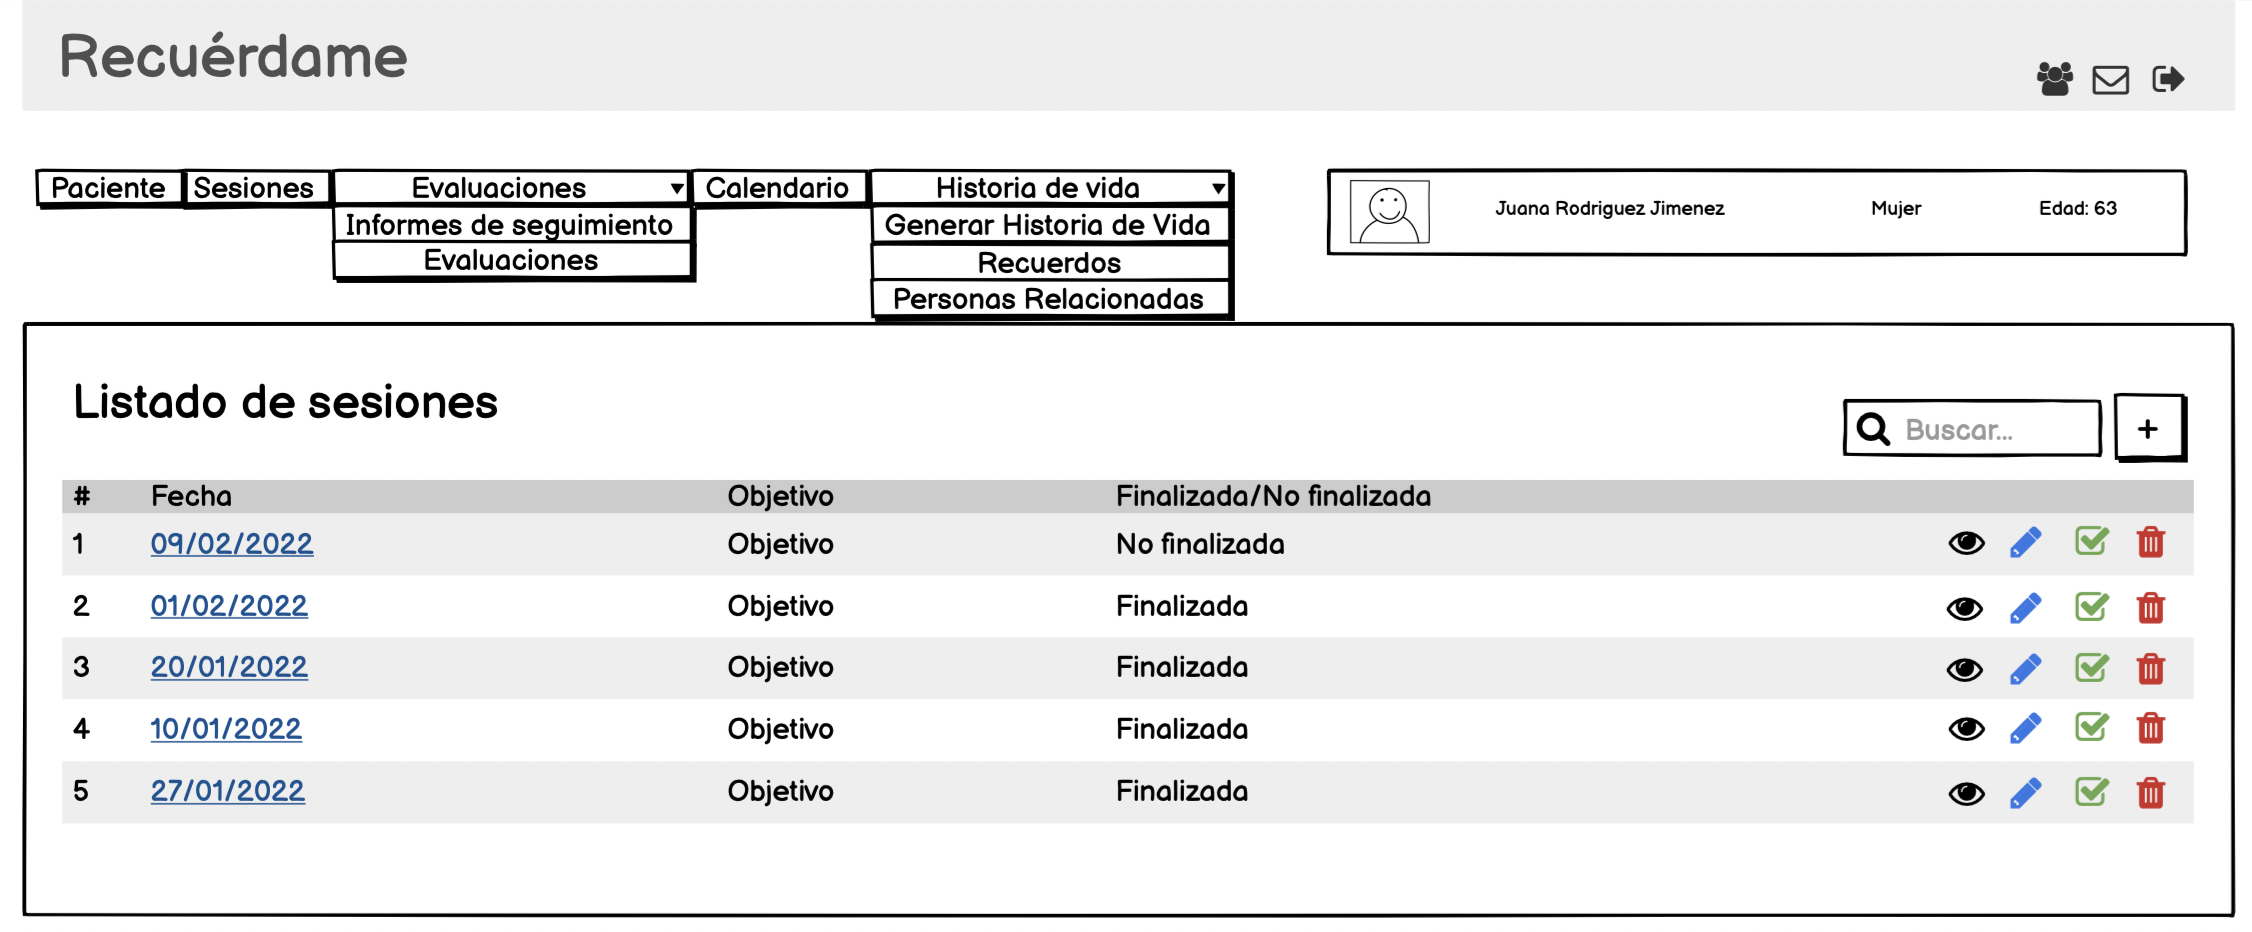 Recuérdame
Paciente Sesiones Evaluaciones Calendario Historia de vida
Informes de seguimiento Generar Historia de Vida
Evaluaciones Recuerdos
Personas Relacionadas
Juana Rodriguez Jimenez Mujer Edad: 63
Listado de sesiones
Buscar... +
# Fecha Objetivo Finalizada/No finalizada
1 09/02/2022 Objetivo No finalizada
2 01/02/2022 Objetivo Finalizada
3 20/01/2022 Objetivo Finalizada
4 10/01/2022 Objetivo Finalizada
5 27/01/2022 Objetivo Finalizada